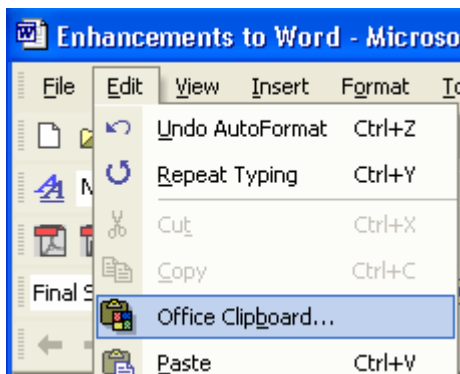 Enhancements to Word - Micros
File Edit View Insert Format
Undo AutoFormat Ctrl+Z
Repeat Typing Ctrl+Y
Cut Ctrl+X
Copy Ctrl+C
Final
Office Clipboard...
Paste Ctrl+V